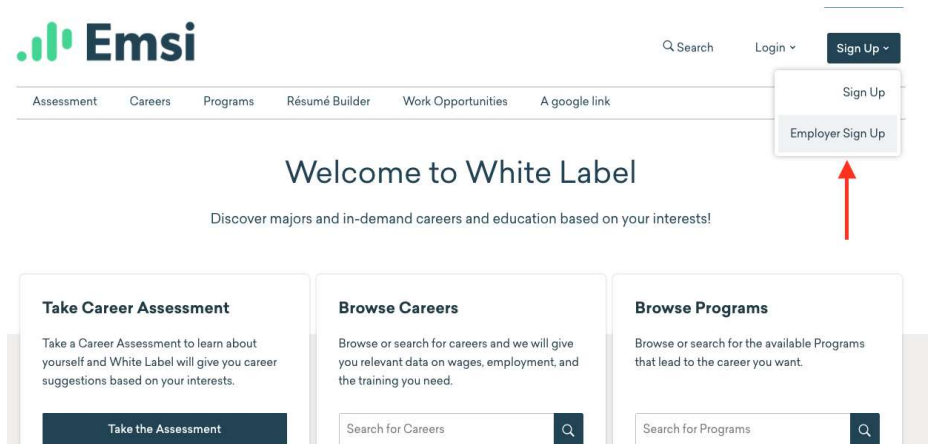 Emsi
Search
Login
Sign Up
Sign Up
Employer Sign Up
Assessment
Careers
Programs
Résumé Builder
Work Opportunities
A google link
Welcome to White Label
Discover majors and in-demand careers and education based on your interests!
Take Career Assessment
Take a Career Assessment to learn about
yourself and White Label will give you career
suggestions based on your interests.
Take the Assessment
Browse Careers
Browse or search for careers and we will give
you relevant data on wages, employment, and
the training you need.
Search for Careers
Browse Programs
Browse or search for the available Programs
that lead to the career you want.
Search for Programs